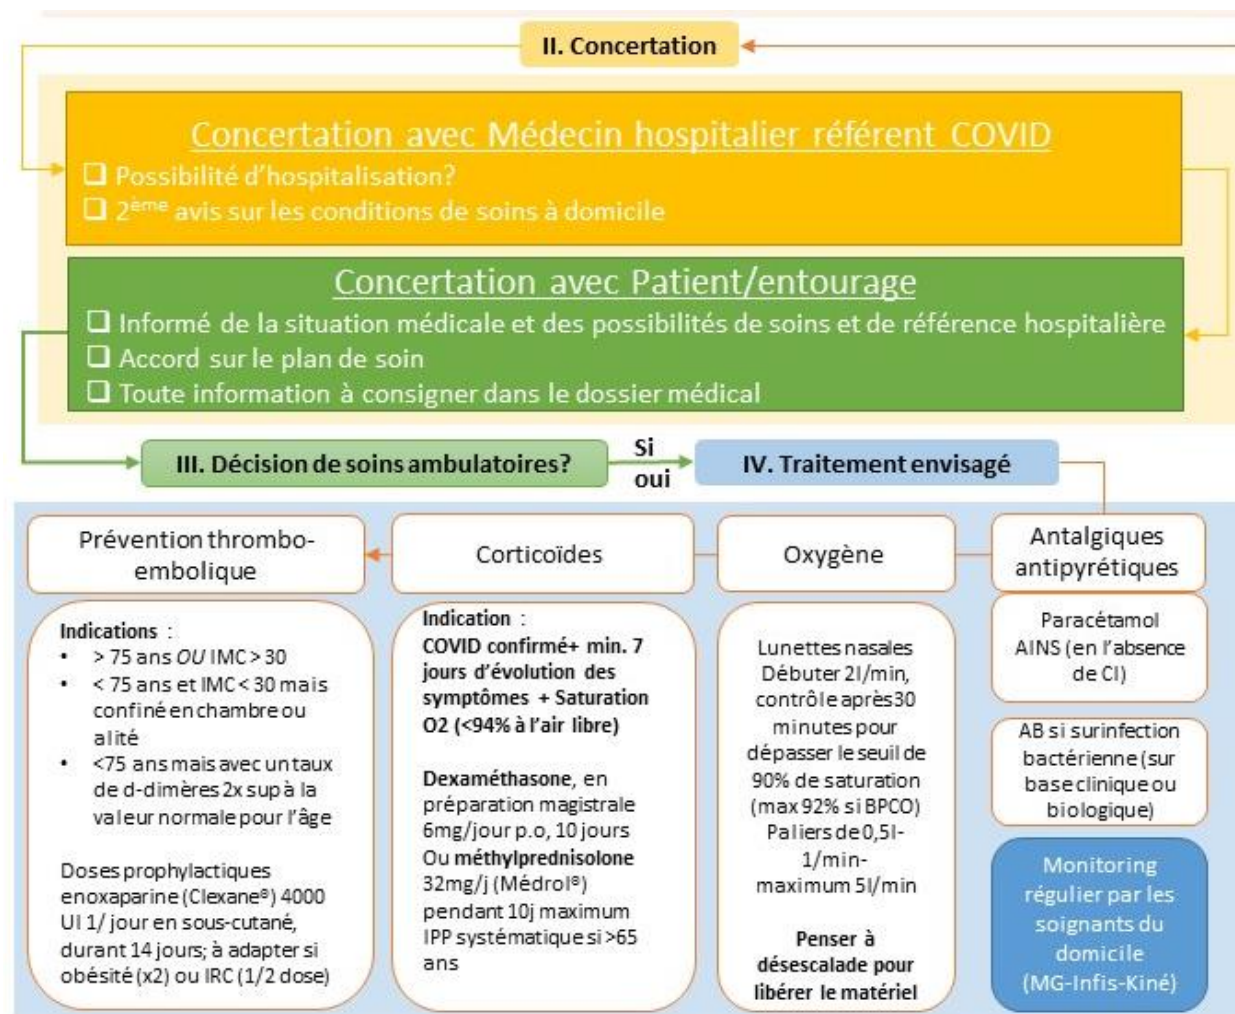 II. Concertation
Concertation avec Médecin hospitalier référent COVID
❑ Possibilité d'hospitalisation?
❑ 2ème avis sur les conditions de soins à domicile
Concertation avec Patient/entourage
❑ Informé de la situation médicale et des possibilités de soins et de référence hospitalière
❑ Accord sur le plan de soin
❑ Toute information à consigner dans le dossier médical
III. Décision de soins ambulatoires?
Si
oui
IV. Traitement envisagé
Prévention thrombo-
embolique
Corticoïdes
Oxygène
Antalgiques
antipyrétiques
Indications :
• > 75 ans OU IMC > 30
• < 75 ans et IMC < 30 mais
confiné en chambre ou
alité
• <75 ans mais avec un taux
de d-dimères 2x sup à la
valeur normale pour l'âge
Doses prophylactiques
enoxaparine (Clexane®) 4000
UI 1/ jour en sous-cutané,
durant 14 jours; à adapter si
obésité (x2) ou IRC (1/2 dose)
Indication :
COVID confirmé+ min. 7
jours d'évolution des
symptômes + Saturation
O2 (<94% à l'air libre)
Dexaméthasone, en
préparation magistrale
6mg/jour p.o, 10 jours
Ou méthylprednisolone
32mg/j (Médrol®)
pendant 10j maximum
IPP systématique si >65
ans
Lunettes nasales
Débuter 2l/min,
contrôle après30
minutes pour
dépasser le seuil de
90% de saturation
(max 92% si BPCO)
Paliers de 0,5l-
1/min-
maximum 5l/min
Penser à
désescalade pour
libérer le matériel
Paracétamol
AINS (en l'absence
de CI)
AB si surinfection
bactérienne (sur
base clinique ou
biologique)
Monitoring
régulier par les
soignants du
domicile
(MG-Infis-Kiné)